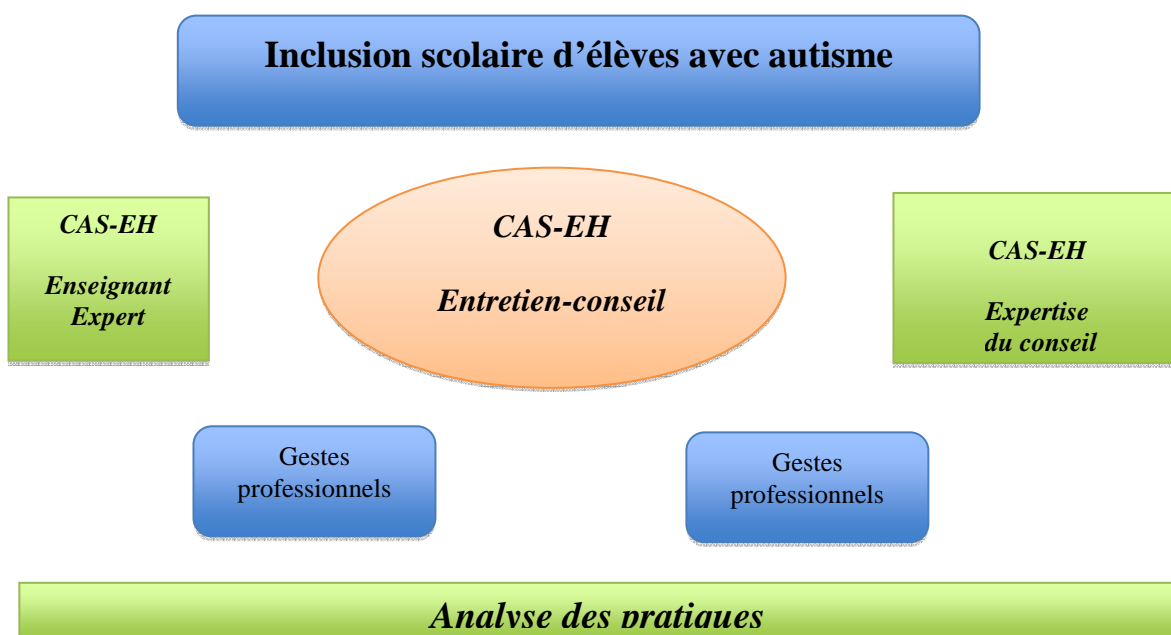 Inclusion scolaire d’élèves avec autisme
CAS-EH
Enseignant
Expert
CAS-EH
Entretien-conseil
CAS-EH
Expertise
du conseil
Gestes
professionnels
Gestes
professionnels
Analyse des pratiques